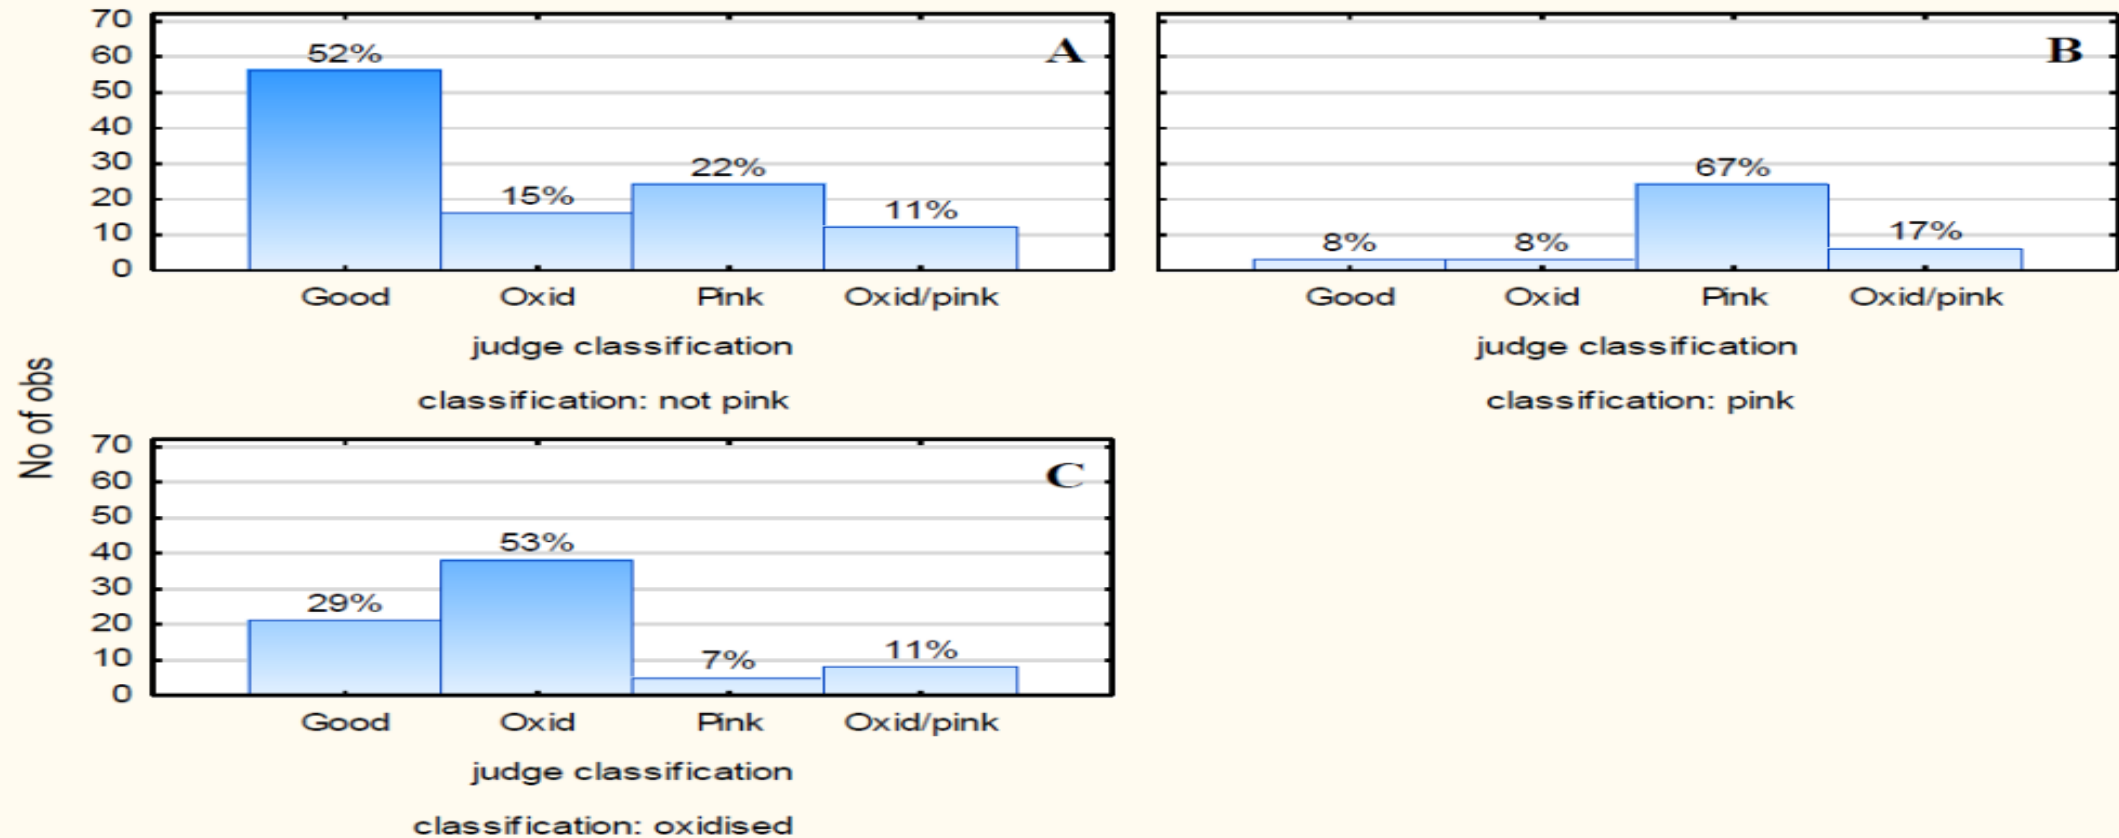 70
60
50
40
30
20
10
0
52%
15%
22%
11%
A
Good Oxid Pink Oxid/pink
judge classification
classification: not pink
8%
8%
67%
17%
B
Good Oxid Pink Oxid/pink
judge classification
classification: pink
No of obs
70
60
50
40
30
20
10
0
29%
53%
7%
11%
C
Good Oxid Pink Oxid/pink
judge classification
classification: oxidised